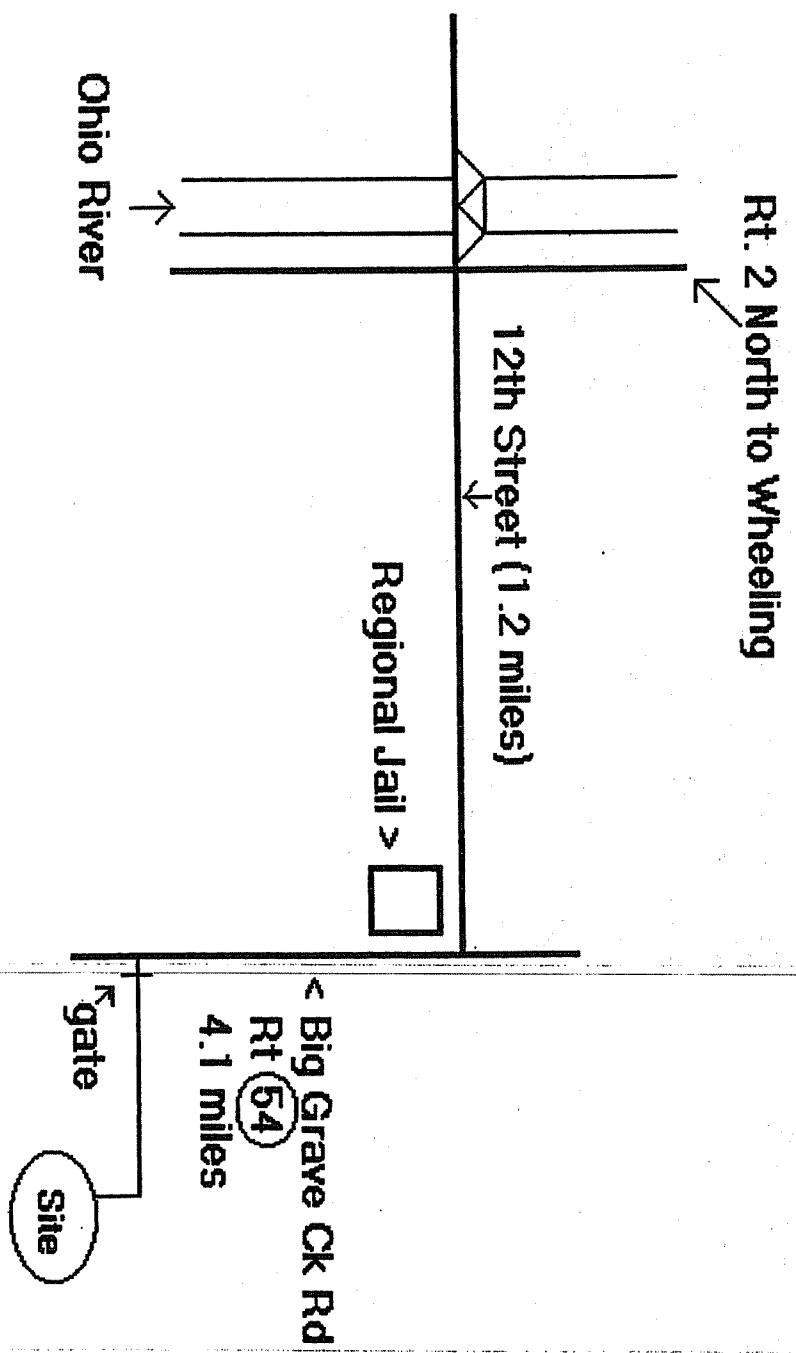 Rt. 2 North to Wheeling
12th Street (1.2 miles)
Regional Jail >
Ohio River
< Big Grave Ck Rd
Rt 54
4.1 miles
gate
Site